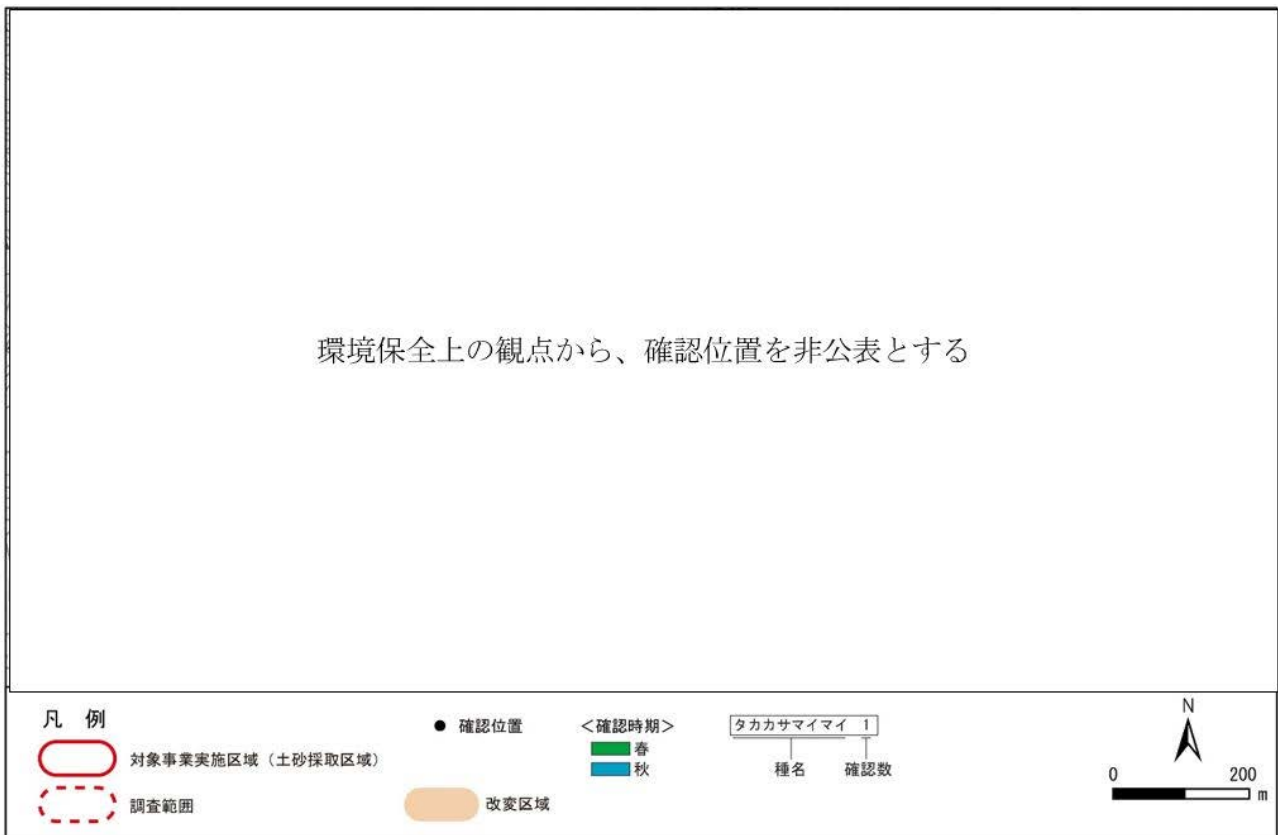 環境保全上の観点から、確認位置を非公表とする
凡 例
対象事業実施区域（土砂採取区域）
調査範囲
● 確認位置
改変区域
＜確認時期＞
春
秋
タカカサマイマイ 1
種名 確認数
N
0 200
m